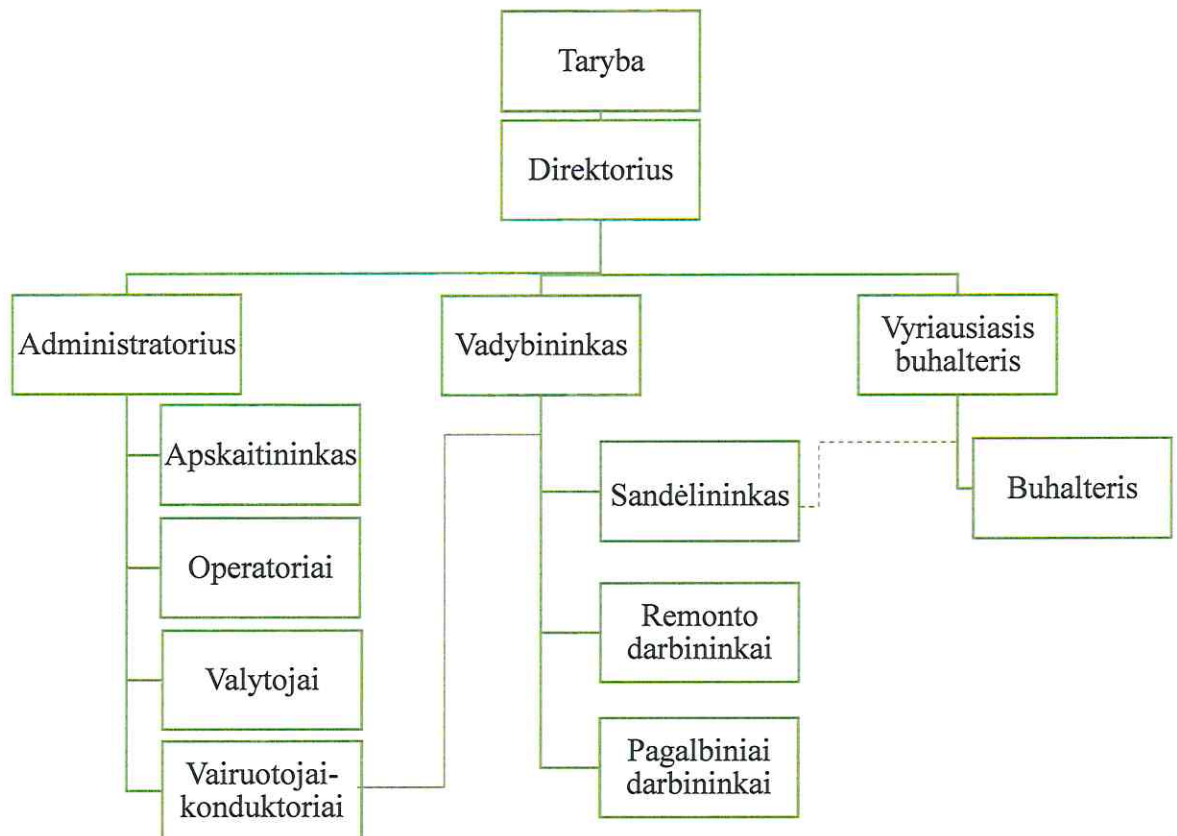 Taryba
Direktorius
Administratorius
Vadybininkas
Vyriausiasis
buhalteris
Apskaitininkas
Operatoriai
Valytojai
Vairuotojai-
konduktoriai
Sandėlininkas
Remonto
darbininkai
Pagalbiniai
darbininkai
Buhalteris